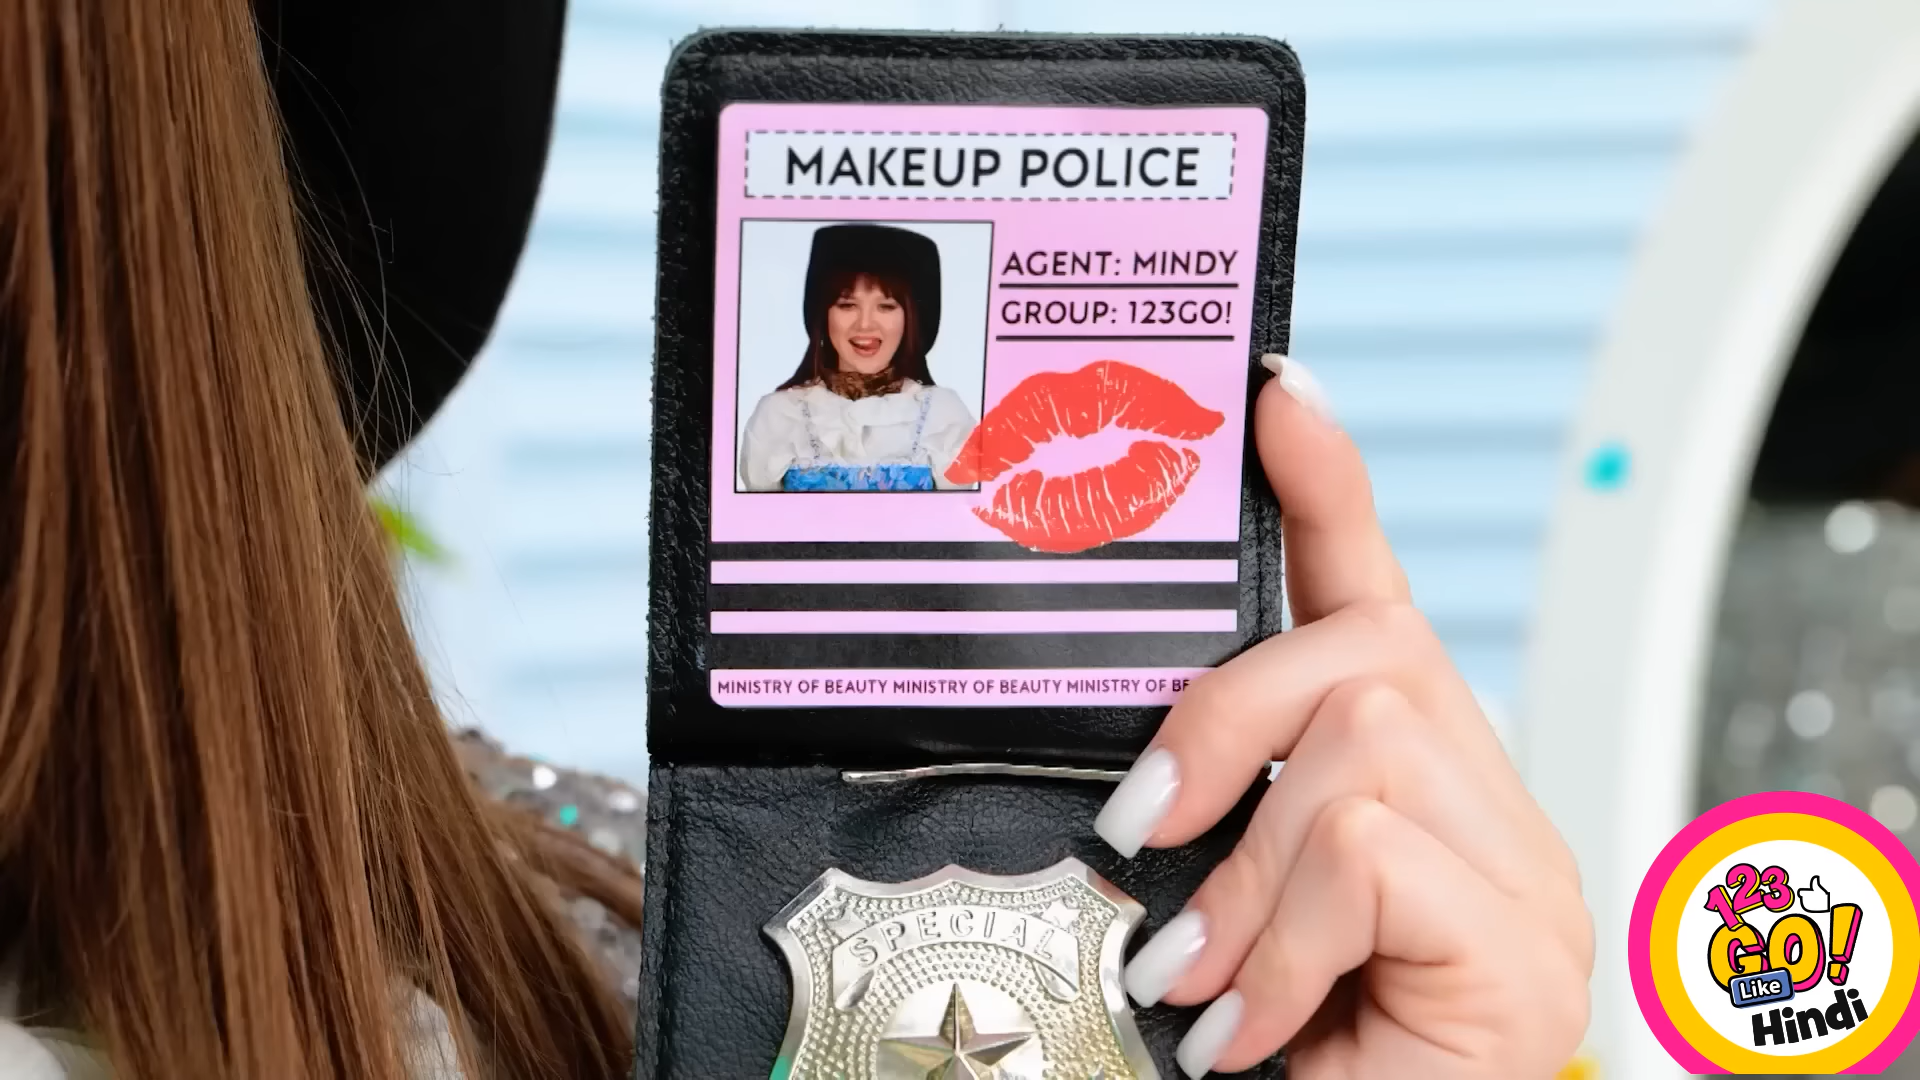 MAKEUP POLICE
AGENT: MINDY
GROUP: 123GO!
MINISTRY OF BEAUTY MINISTRY OF BEAUTY MINISTRY OF BE
SPECIAL
123
GO!
Like
Hindi